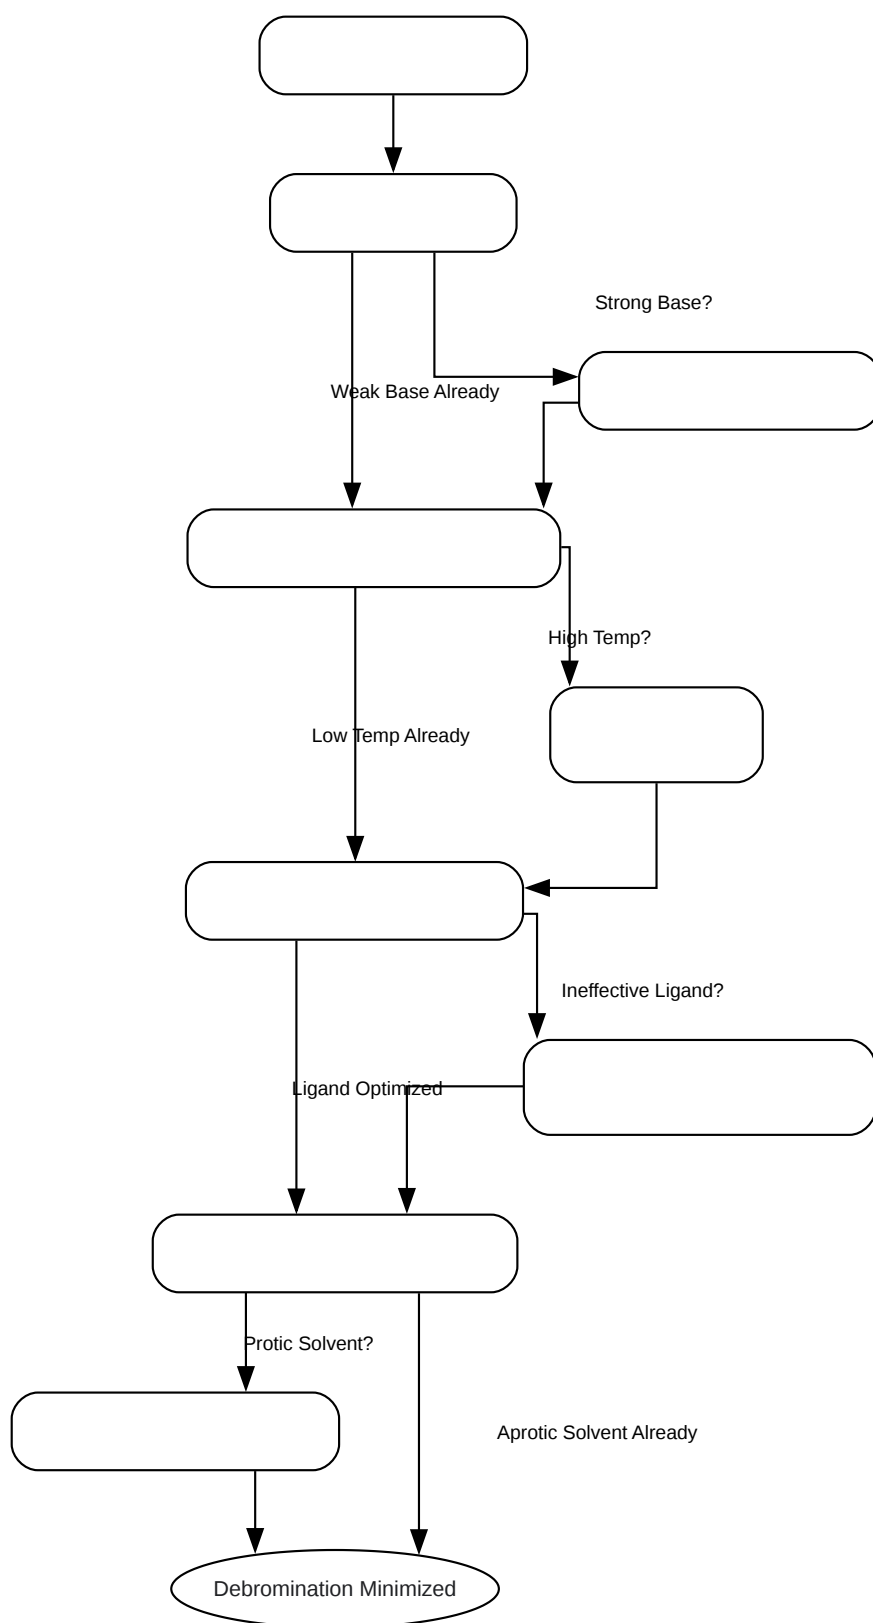 Strong Base?
Weak Base Already
High Temp?
Low Temp Already
Ineffective Ligand?
Ligand Optimized
Protic Solvent?
Aprotic Solvent Already
Debromination Minimized